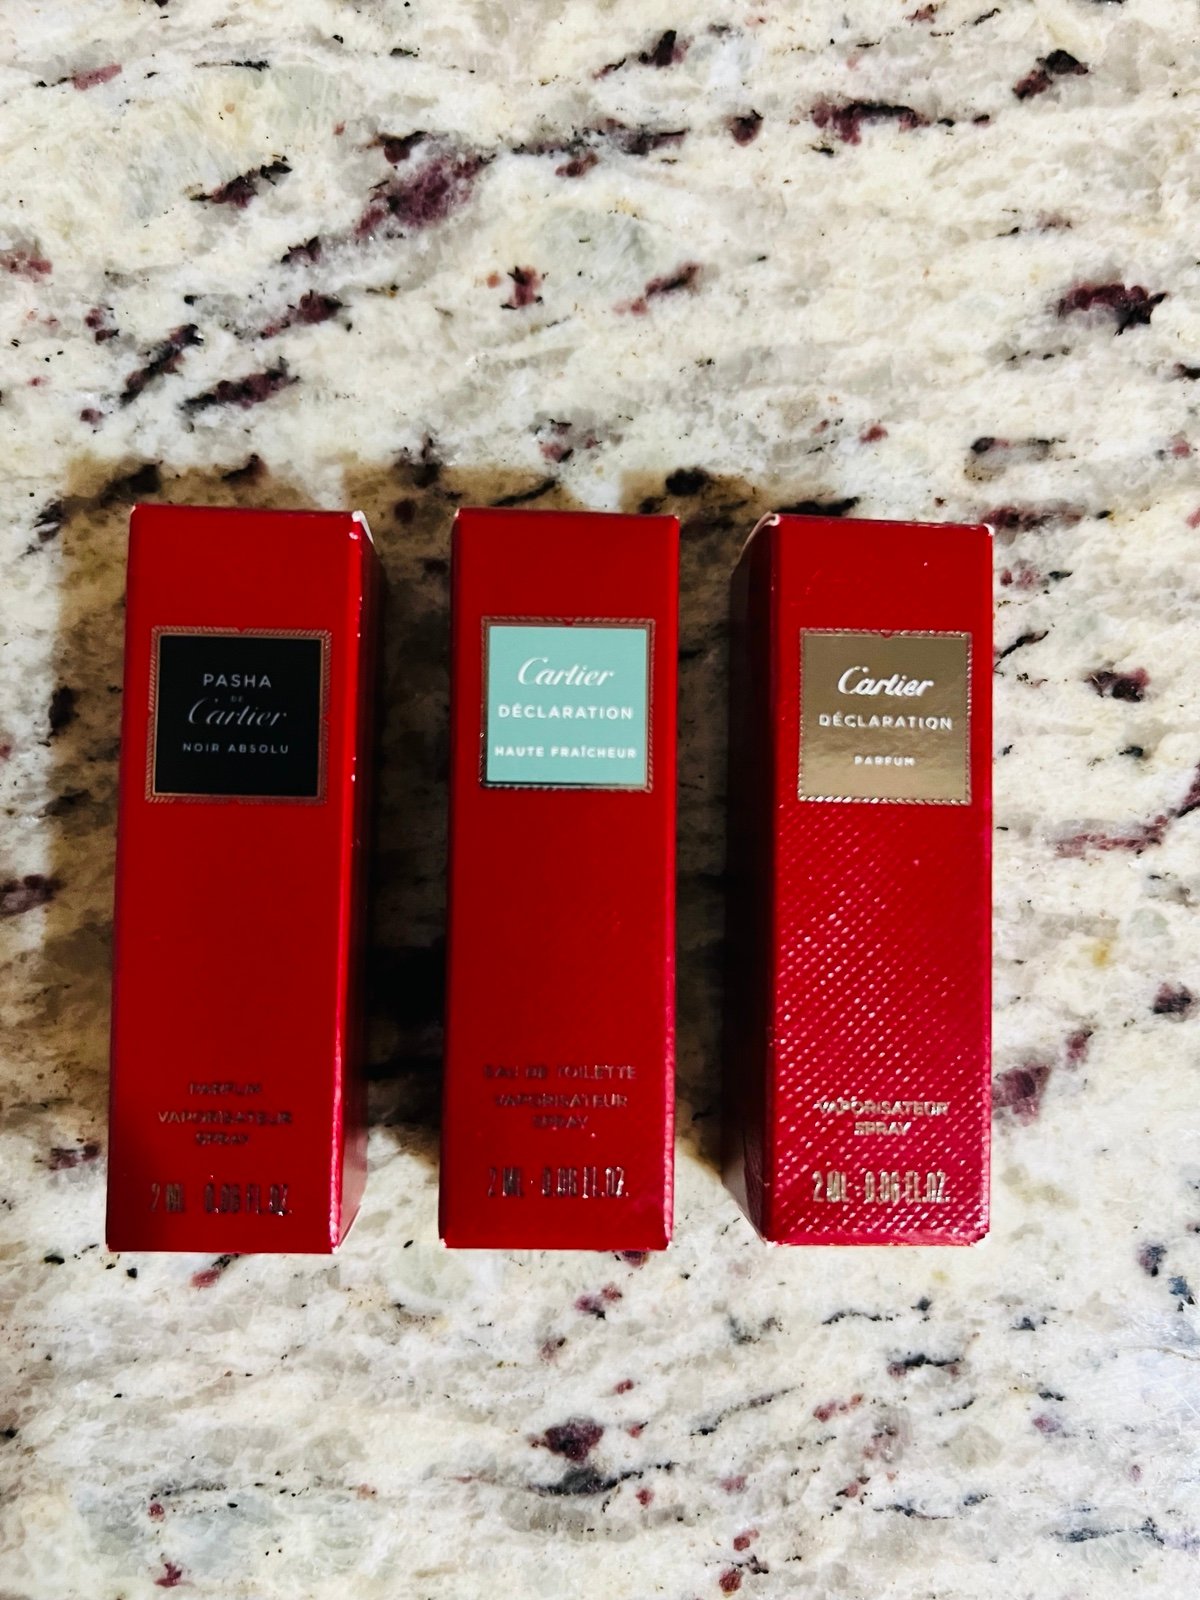 PASHA
DE
Cartier
NOIR ABSOLU
PARFUM
VAPORISATEUR
SPRAY
2 ML · 0.06 FL.OZ.
Cartier
DÉCLARATION
HAUTE FRAÎCHEUR
EAU DE TOILETTE
VAPORISATEUR
SPRAY
2 ML · 0.06 FL.OZ.
Cartier
DÉCLARATION
PARFUM
VAPORISATEUR
SPRAY
2 ML · 0.06 FL.OZ.